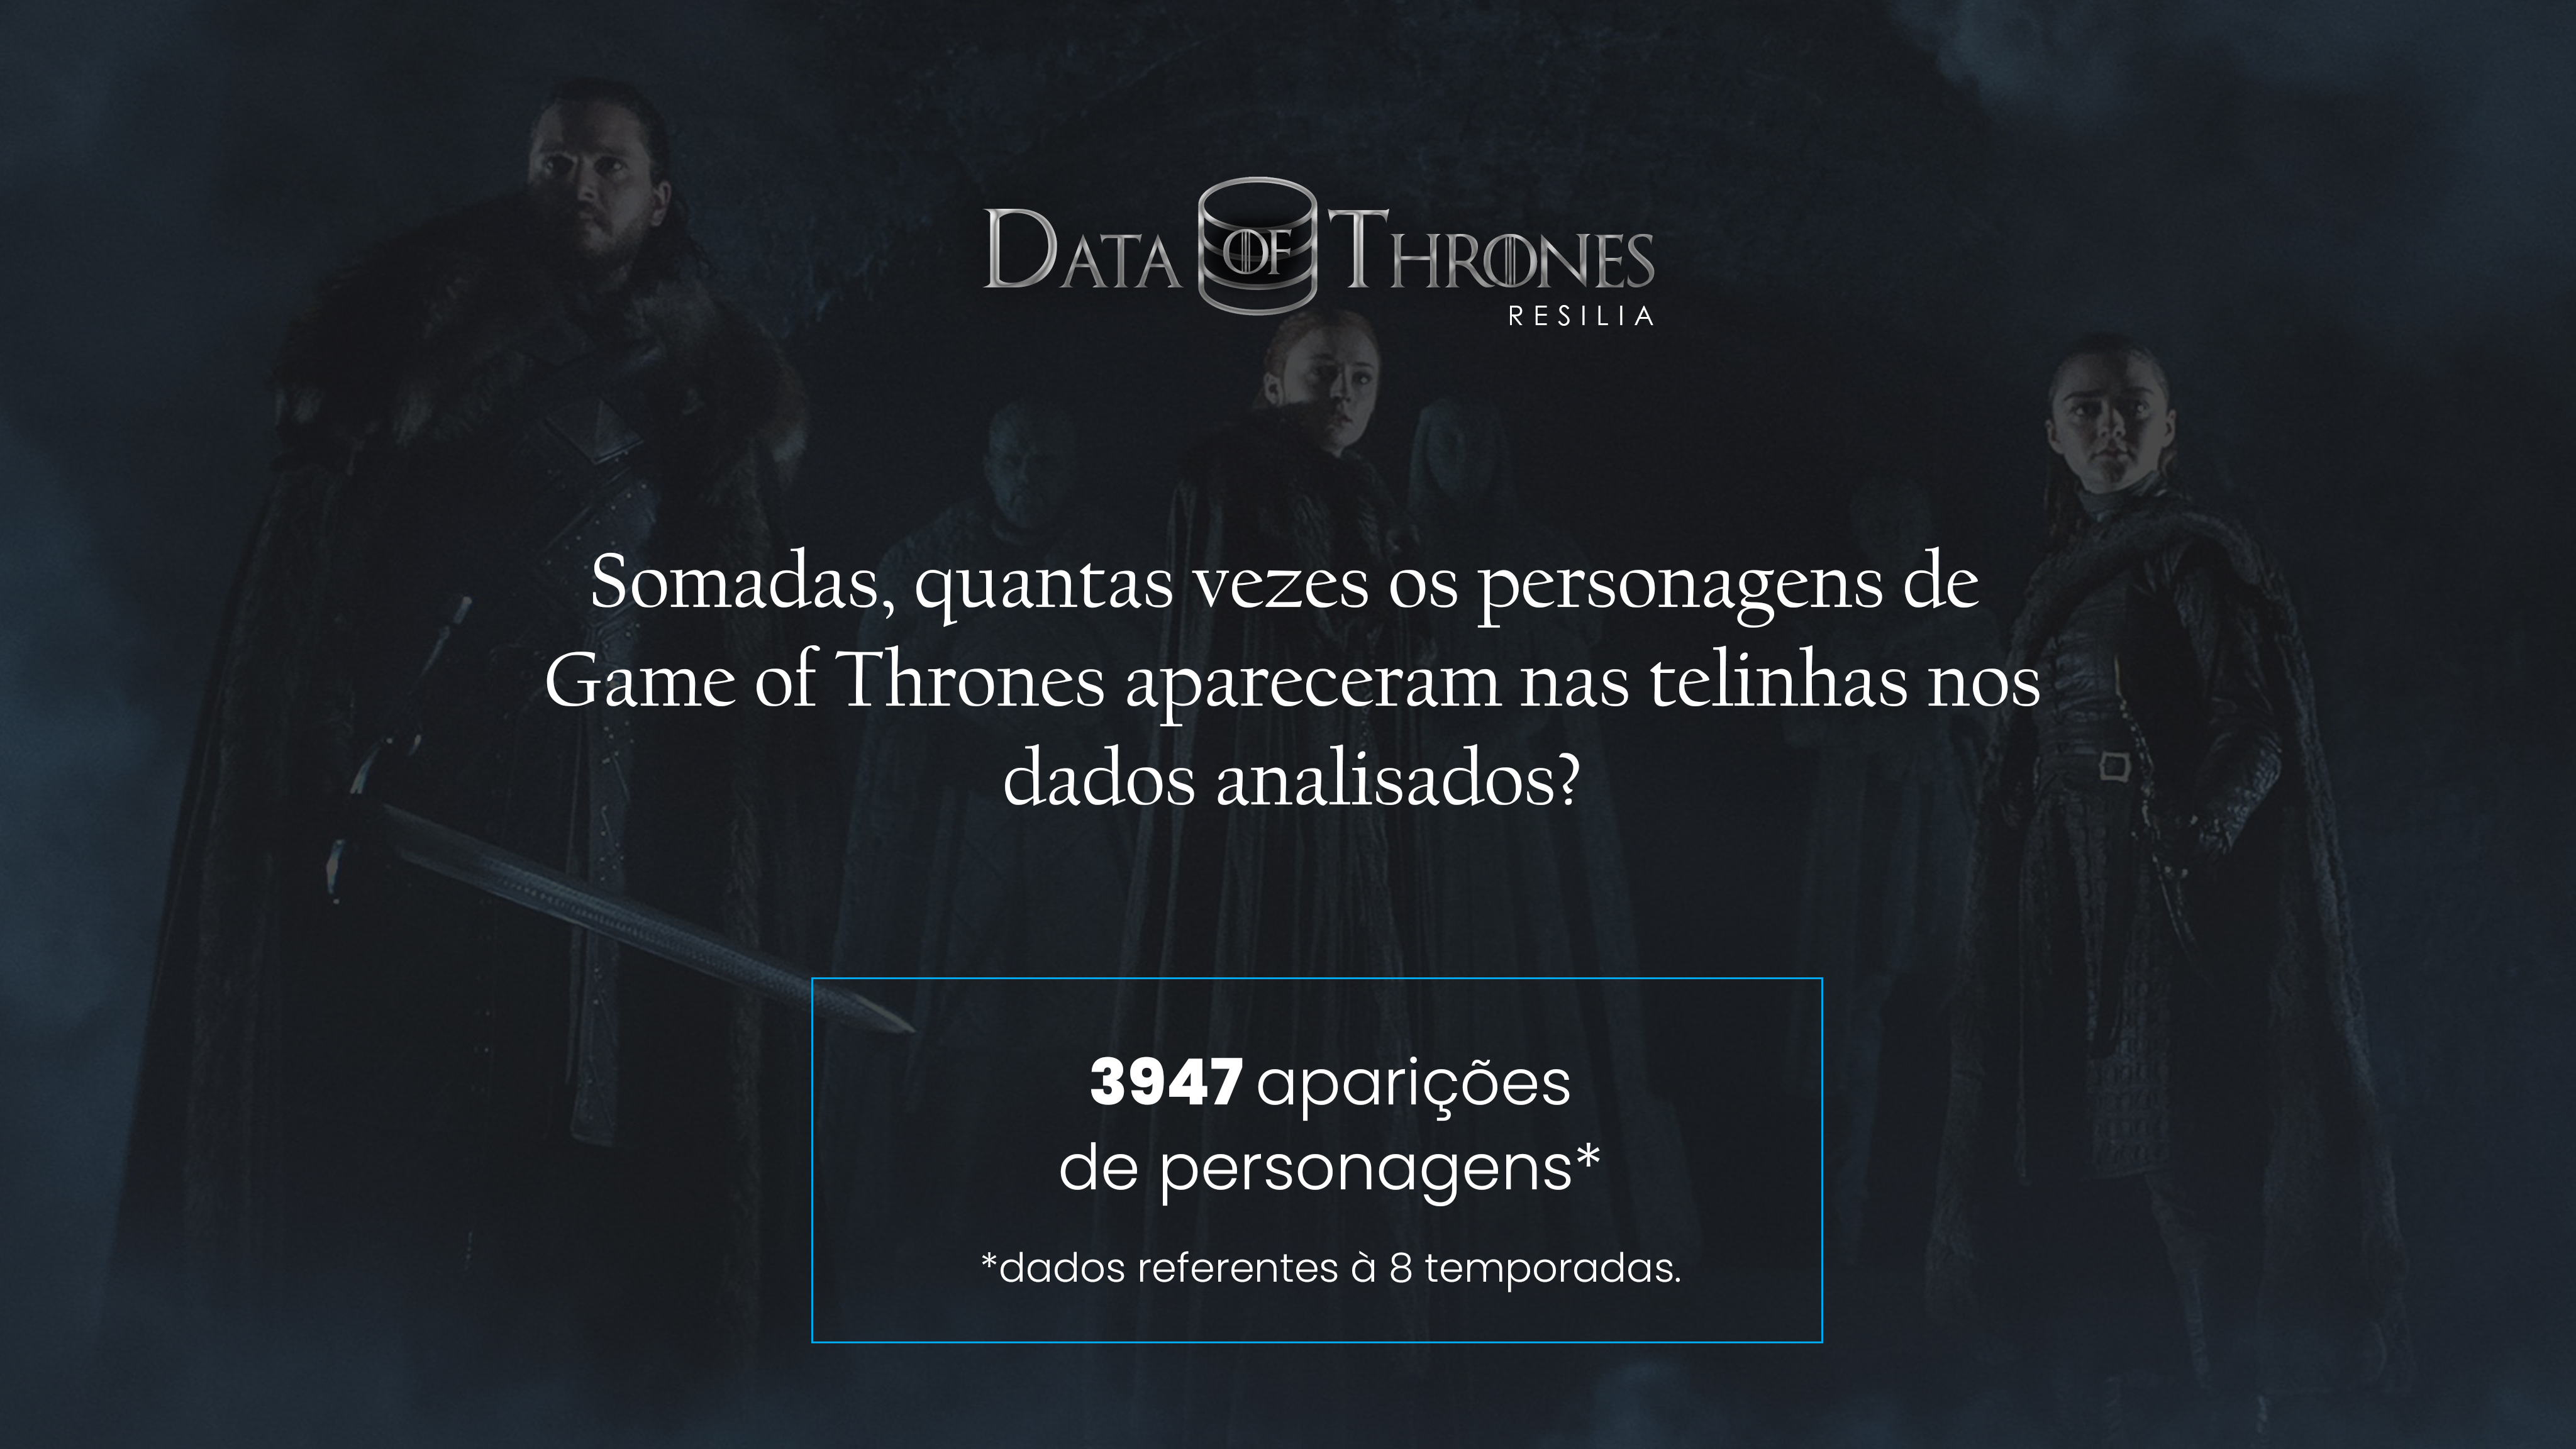 DATA OF THRONES
RESILIA
Somadas, quantas vezes os personagens de
Game of Thrones apareceram nas telinhas nos
dados analisados?
3947 aparições
de personagens*
*dados referentes à 8 temporadas.